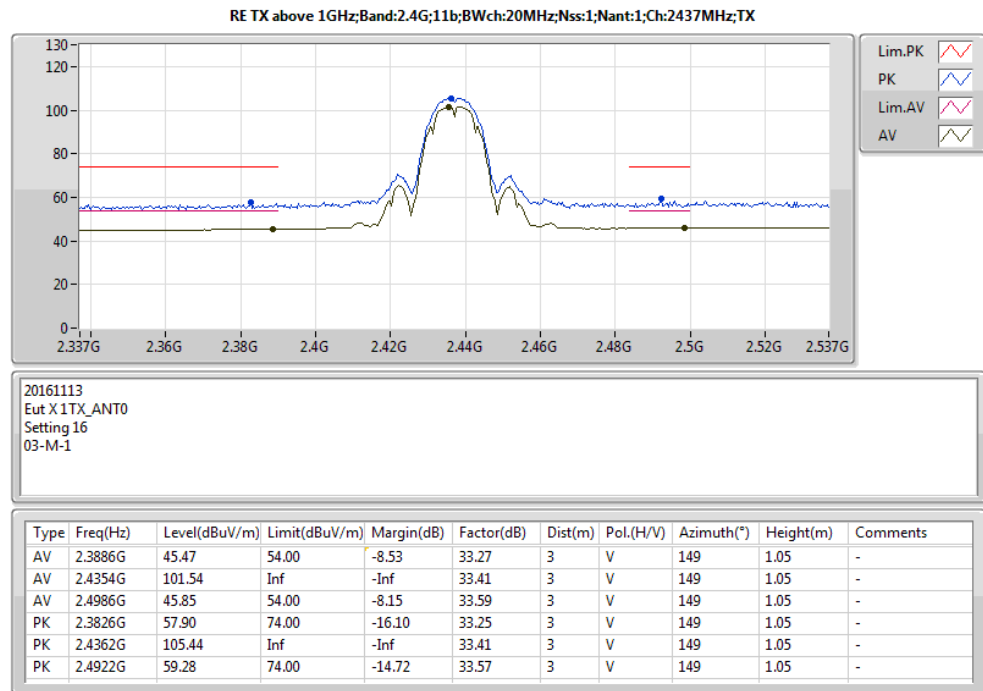 RE TX above 1GHz;Band:2.4G;11b;BWch:20MHz;Nss:1;Nant:1;Ch:2437MHz;TX
130
120
100
80
60
40
20
0
2.337G 2.36G 2.38G 2.4G 2.42G 2.44G 2.46G 2.48G 2.5G 2.52G 2.537G
Lim.PK
PK
Lim.AV
AV
20161113
Eut X 1TX_ANT0
Setting 16
03-M-1
Type Freq(Hz) Level(dBuV/m) Limit(dBuV/m) Margin(dB) Factor(dB) Dist(m) Pol.(H/V) Azimuth(°) Height(m) Comments
AV 2.3886G 45.47 54.00 -8.53 33.27 3 V 149 1.05 -
AV 2.4354G 101.54 Inf -Inf 33.41 3 V 149 1.05 -
AV 2.4986G 45.85 54.00 -8.15 33.59 3 V 149 1.05 -
PK 2.3826G 57.90 74.00 -16.10 33.25 3 V 149 1.05 -
PK 2.4362G 105.44 Inf -Inf 33.41 3 V 149 1.05 -
PK 2.4922G 59.28 74.00 -14.72 33.57 3 V 149 1.05 -